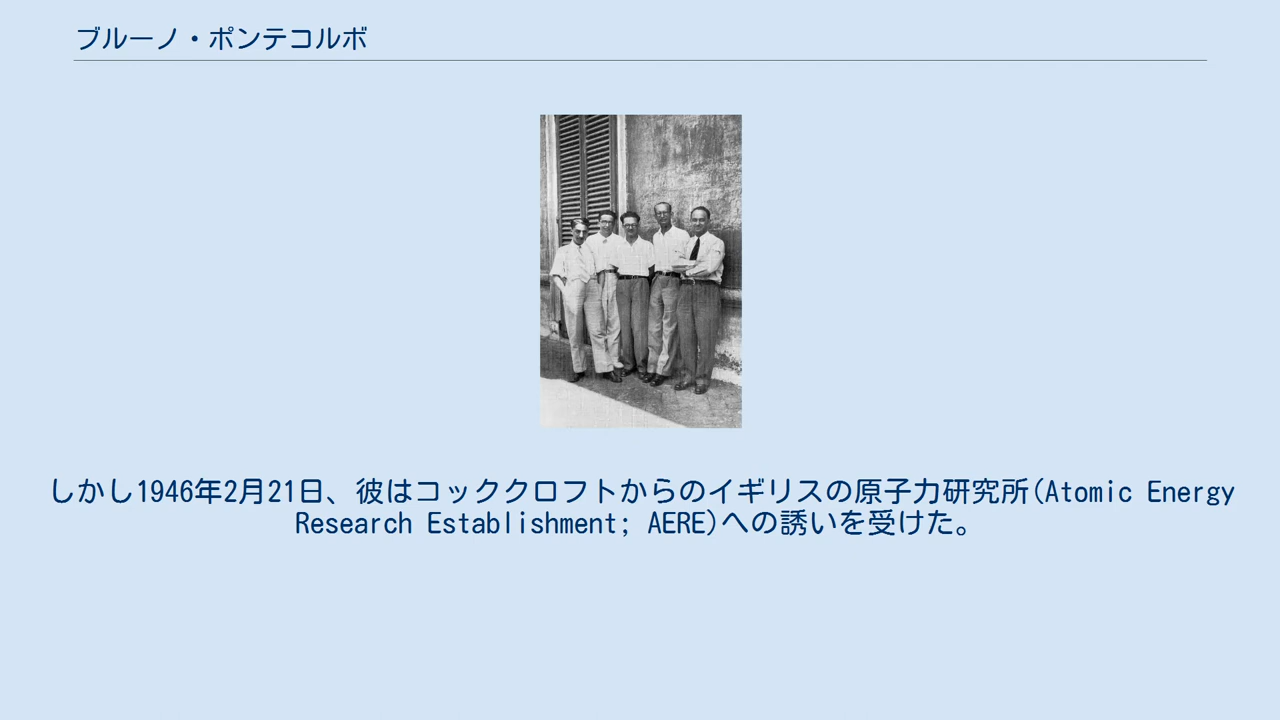 ブルーノ・ポンテコルボ
しかし1946年2月21日、彼はコッククロフトからのイギリスの原子力研究所(Atomic Energy
Research Establishment; AERE)への誘いを受けた。